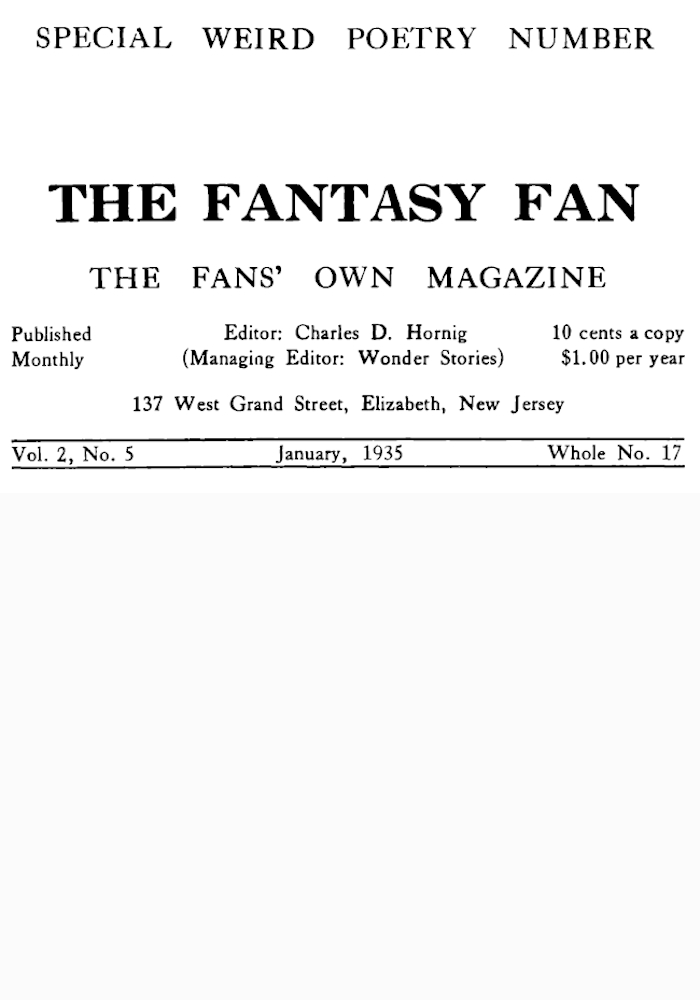 SPECIAL WEIRD POETRY NUMBER
THE FANTASY FAN
THE FANS' OWN MAGAZINE
Published Editor: Charles D. Hornig 10 cents a copy
Monthly (Managing Editor: Wonder Stories) $1.00 per year
137 West Grand Street, Elizabeth, New Jersey
Vol. 2, No. 5 January, 1935 Whole No. 17